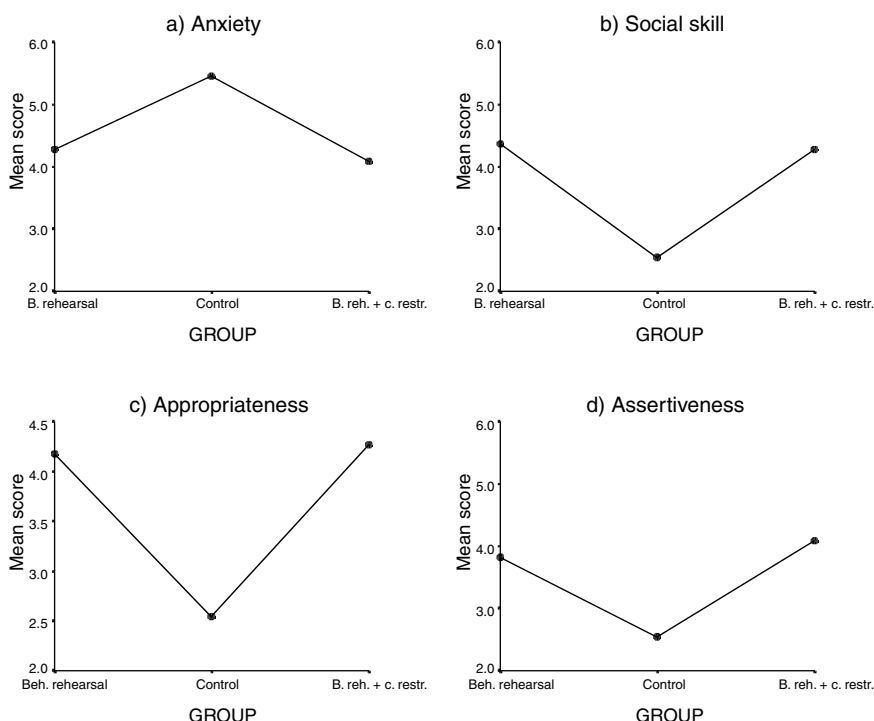 a) Anxiety
6.0
5.0
4.0
3.0
2.0
Mean score
B. rehearsal Control B. reh. + c. restr.
GROUP
b) Social skill
6.0
5.0
4.0
3.0
2.0
Mean score
B. rehearsal Control B. reh. + c. restr.
GROUP
c) Appropriateness
4.5
4.0
3.5
3.0
2.5
2.0
Mean score
Beh. rehearsal Control B. reh. + c. restr.
GROUP
d) Assertiveness
6.0
5.0
4.0
3.0
2.0
Mean score
Beh. rehearsal Control B. reh. + c. restr.
GROUP